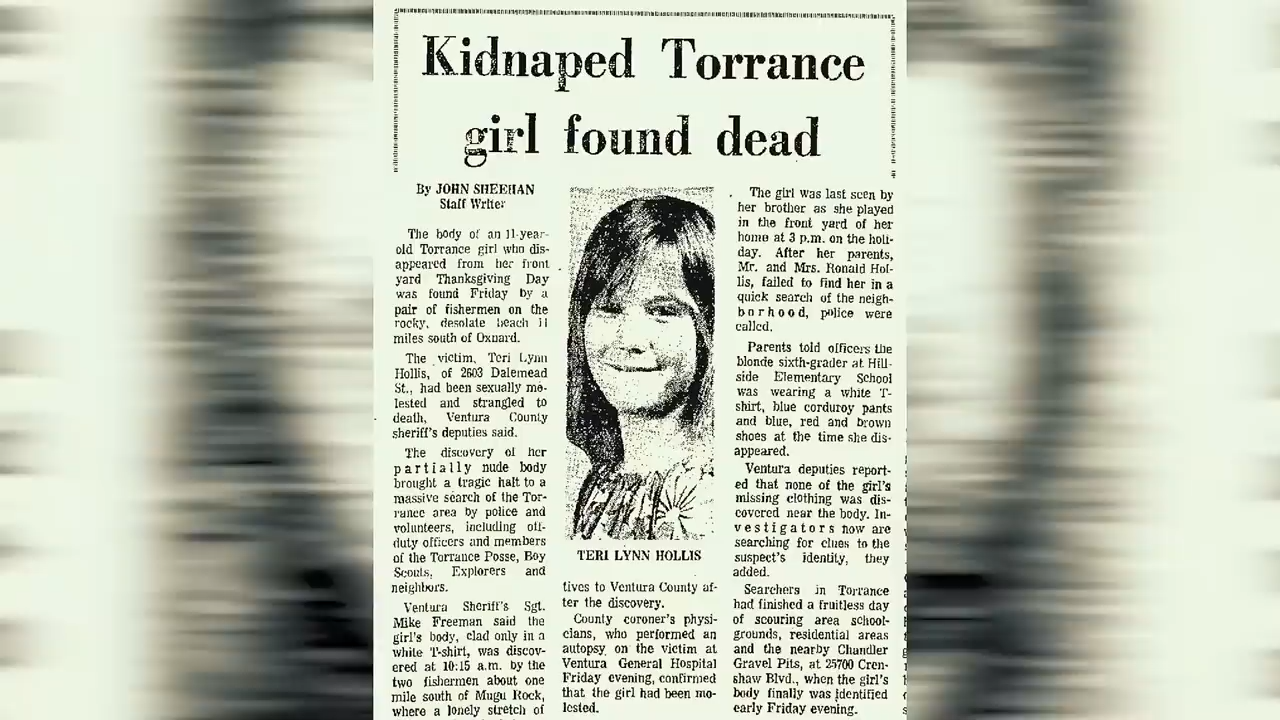 Kidnaped Torrance
girl found dead
By JOHN SHEEHAN
Staff Writer
The body of an 11-year-
old Torrance girl who dis-
appeared from her front
yard Thanksgiving Day
was found Friday by a
pair of fishermen on the
rocky, desolate beach 11
miles south of Oxnard.
The victim, Teri Lynn
Hollis, of 2603 Dalemead
St., had been sexually mo-
lested and strangled to
death, Ventura County
sheriff's deputies said.
The discovery of her
partially nude body
brought a tragic halt to a
massive search of the Tor-
rance area by police and
volunteers, including off-
duty officers and members
of the Torrance Posse, Boy
Scouts, Explorers and
neighbors.
Ventura Sheriff's Sgt.
Mike Freeman said the
girl's body, clad only in a
white T-shirt, was discov-
ered at 10:15 a.m. by the
two fishermen about one
mile south of Mugu Rock,
where a lonely stretch of
TERI LYNN HOLLIS
tives to Ventura County af-
ter the discovery.
County coroner's physi-
cians, who performed an
autopsy on the victim at
Ventura General Hospital
Friday evening, confirmed
that the girl had been mo-
lested.
The girl was last seen by
her brother as she played
in the front yard of her
home at 3 p.m. on the holi-
day. After her parents,
Mr. and Mrs. Ronald Hol-
lis, failed to find her in a
quick search of the neigh-
borhood, police were
called.
Parents told officers the
blonde sixth-grader at Hill-
side Elementary School
was wearing a white T-
shirt, blue corduroy pants
and blue, red and brown
shoes at the time she dis-
appeared.
Ventura deputies report-
ed that none of the girl's
missing clothing was dis-
covered near the body. In-
vestigators now are
searching for clues to the
suspect's identity, they
added.
Searchers in Torrance
had finished a fruitless day
of scouring area school-
grounds, residential areas
and the nearby Chandler
Gravel Pits, at 25700 Cren-
shaw Blvd., when the girl's
body finally was identified
early Friday evening.